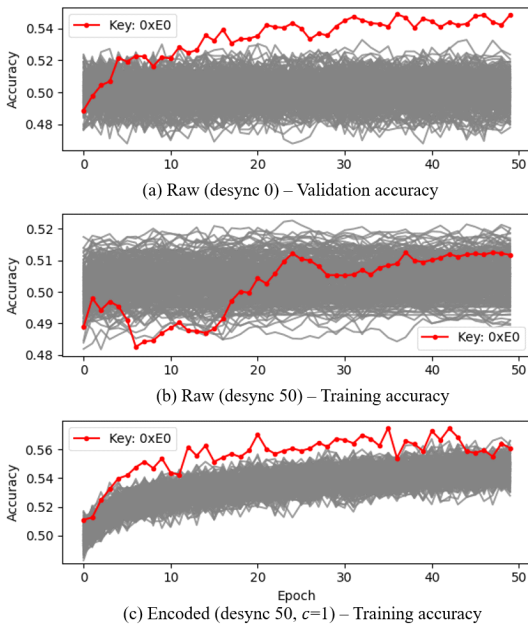 Key: 0xE0
0.54
0.52
0.50
0.48
Accuracy
0 10 20 30 40 50
(a) Raw (desync 0) – Validation accuracy
0.52
0.51
0.50
0.49
0.48
Accuracy
Key: 0xE0
0 10 20 30 40 50
(b) Raw (desync 50) – Training accuracy
Key: 0xE0
0.56
0.54
0.52
0.50
Accuracy
0 10 20 30 40 50
Epoch
(c) Encoded (desync 50, c=1) – Training accuracy